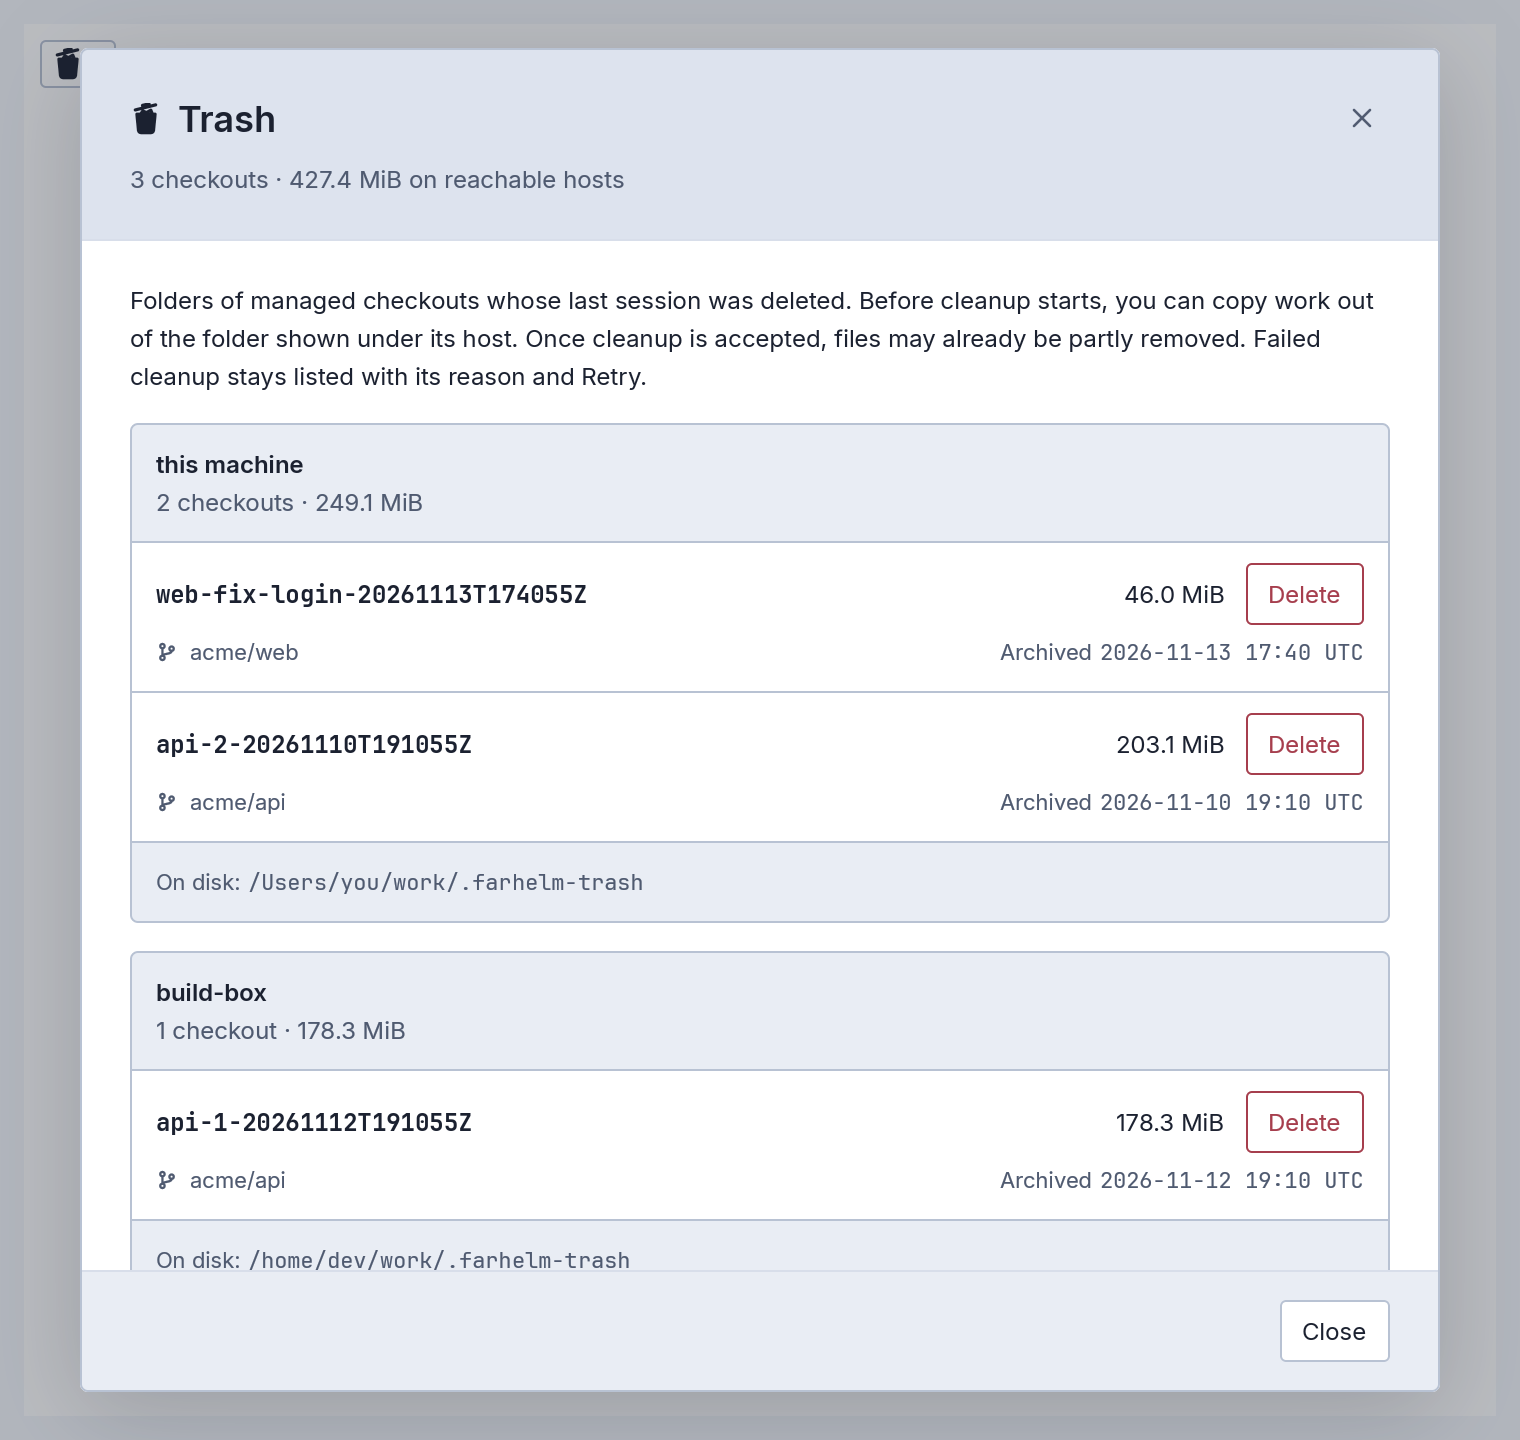 Trash
3 checkouts · 427.4 MiB on reachable hosts
Folders of managed checkouts whose last session was deleted. Before cleanup starts, you can copy work out
of the folder shown under its host. Once cleanup is accepted, files may already be partly removed. Failed
cleanup stays listed with its reason and Retry.
this machine
2 checkouts · 249.1 MiB
web-fix-login-20261113T174055Z 46.0 MiB Delete
acme/web Archived 2026-11-13 17:40 UTC
api-2-20261110T191055Z 203.1 MiB Delete
acme/api Archived 2026-11-10 19:10 UTC
On disk: /Users/you/work/.farhelm-trash
build-box
1 checkout · 178.3 MiB
api-1-20261112T191055Z 178.3 MiB Delete
acme/api Archived 2026-11-12 19:10 UTC
On disk: /home/dev/work/.farhelm-trash
Close